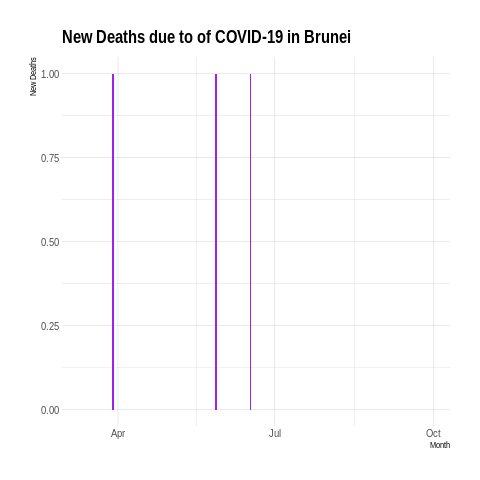 New Deaths due to of COVID-19 in Brunei
New Deaths
1.00
0.75
0.50
0.25
0.00
Apr
Jul
Oct
Month